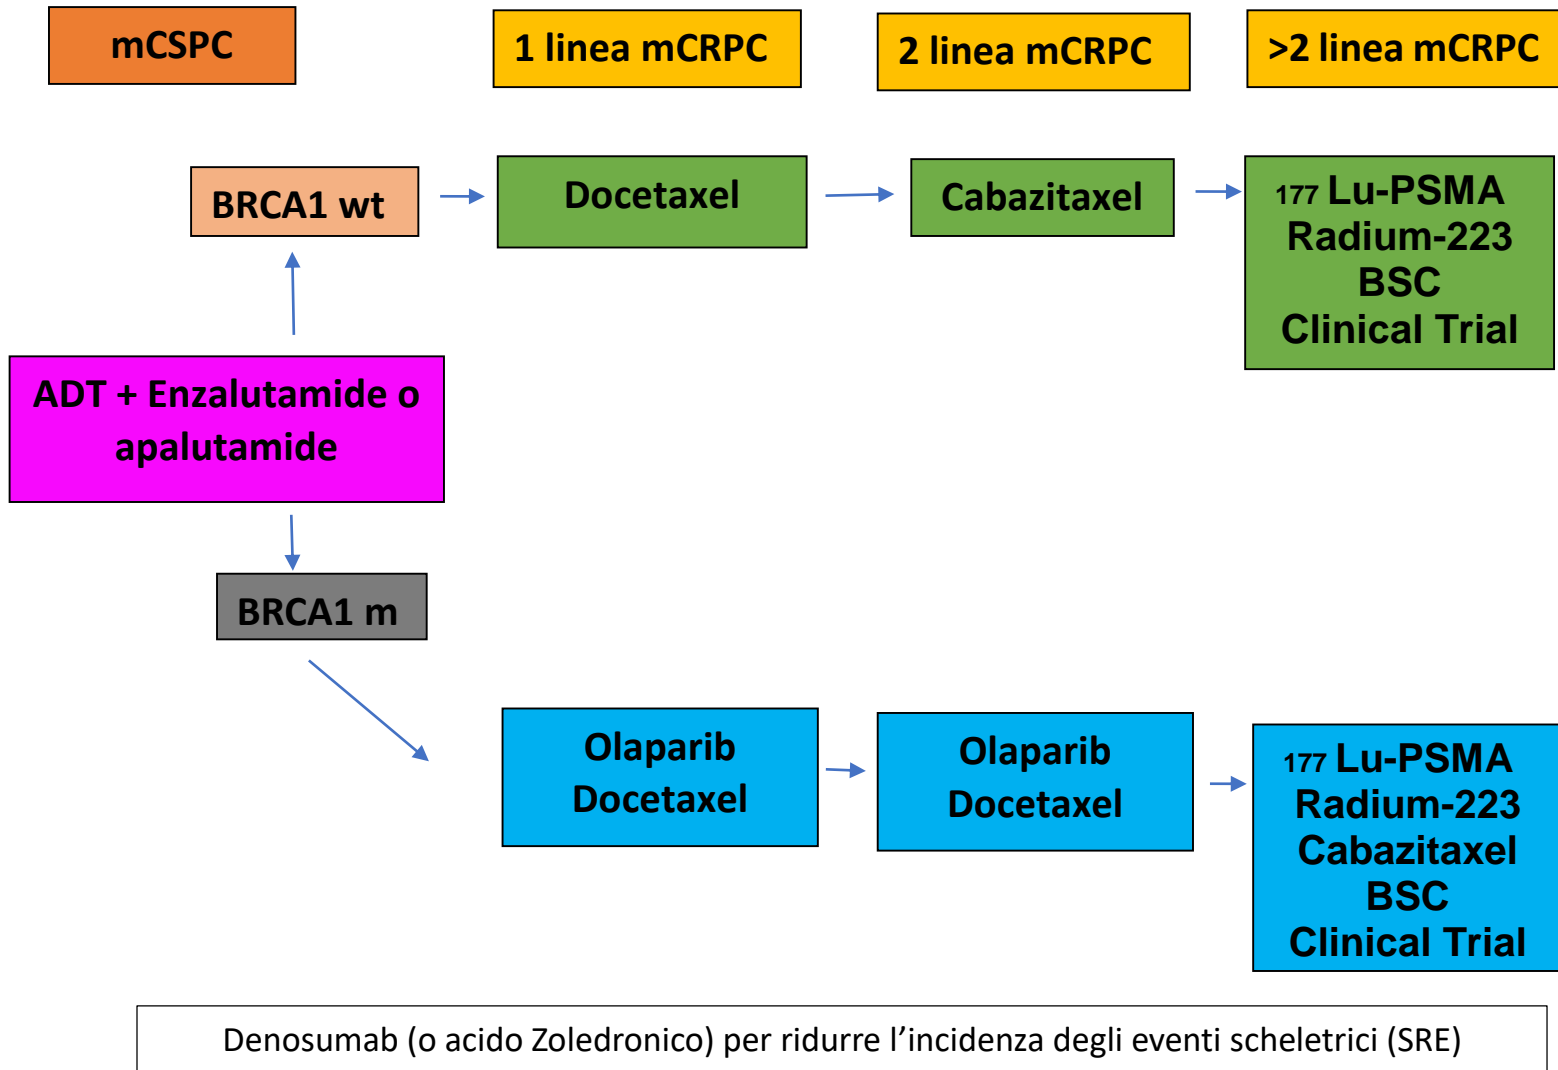 mCSPC
1 linea mCRPC
2 linea mCRPC
>2 linea mCRPC
BRCA1 wt
Docetaxel
Cabazitaxel
177 Lu-PSMA
Radium-223
BSC
Clinical Trial
ADT + Enzalutamide o
apalutamide
BRCA1 m
Olaparib
Docetaxel
Olaparib
Docetaxel
177 Lu-PSMA
Radium-223
Cabazitaxel
BSC
Clinical Trial
Denosumab (o acido Zoledronico) per ridurre l’incidenza degli eventi scheletrici (SRE)